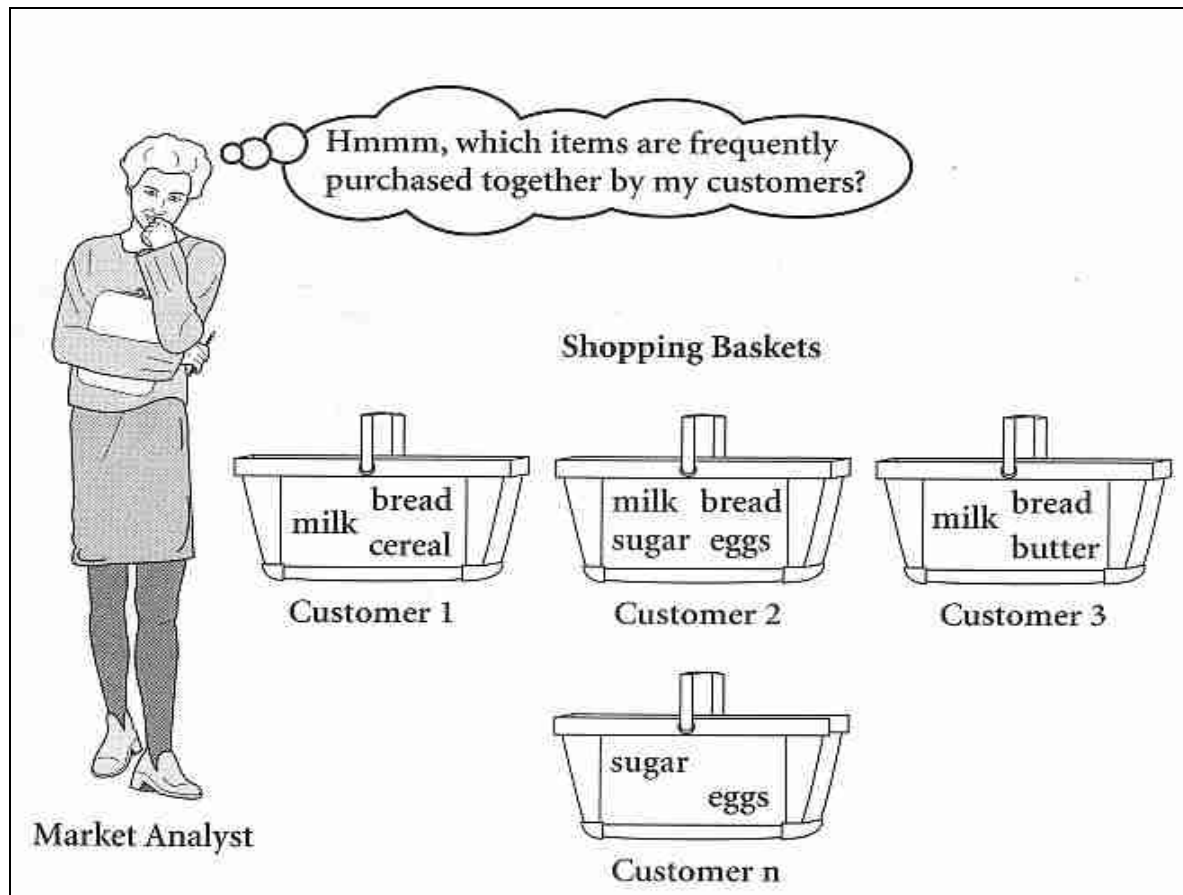 Hmmm, which items are frequently
purchased together by my customers?
Shopping Baskets
milk bread
cereal
Customer 1
milk bread
sugar eggs
Customer 2
milk bread
butter
Customer 3
sugar
eggs
Customer n
Market Analyst